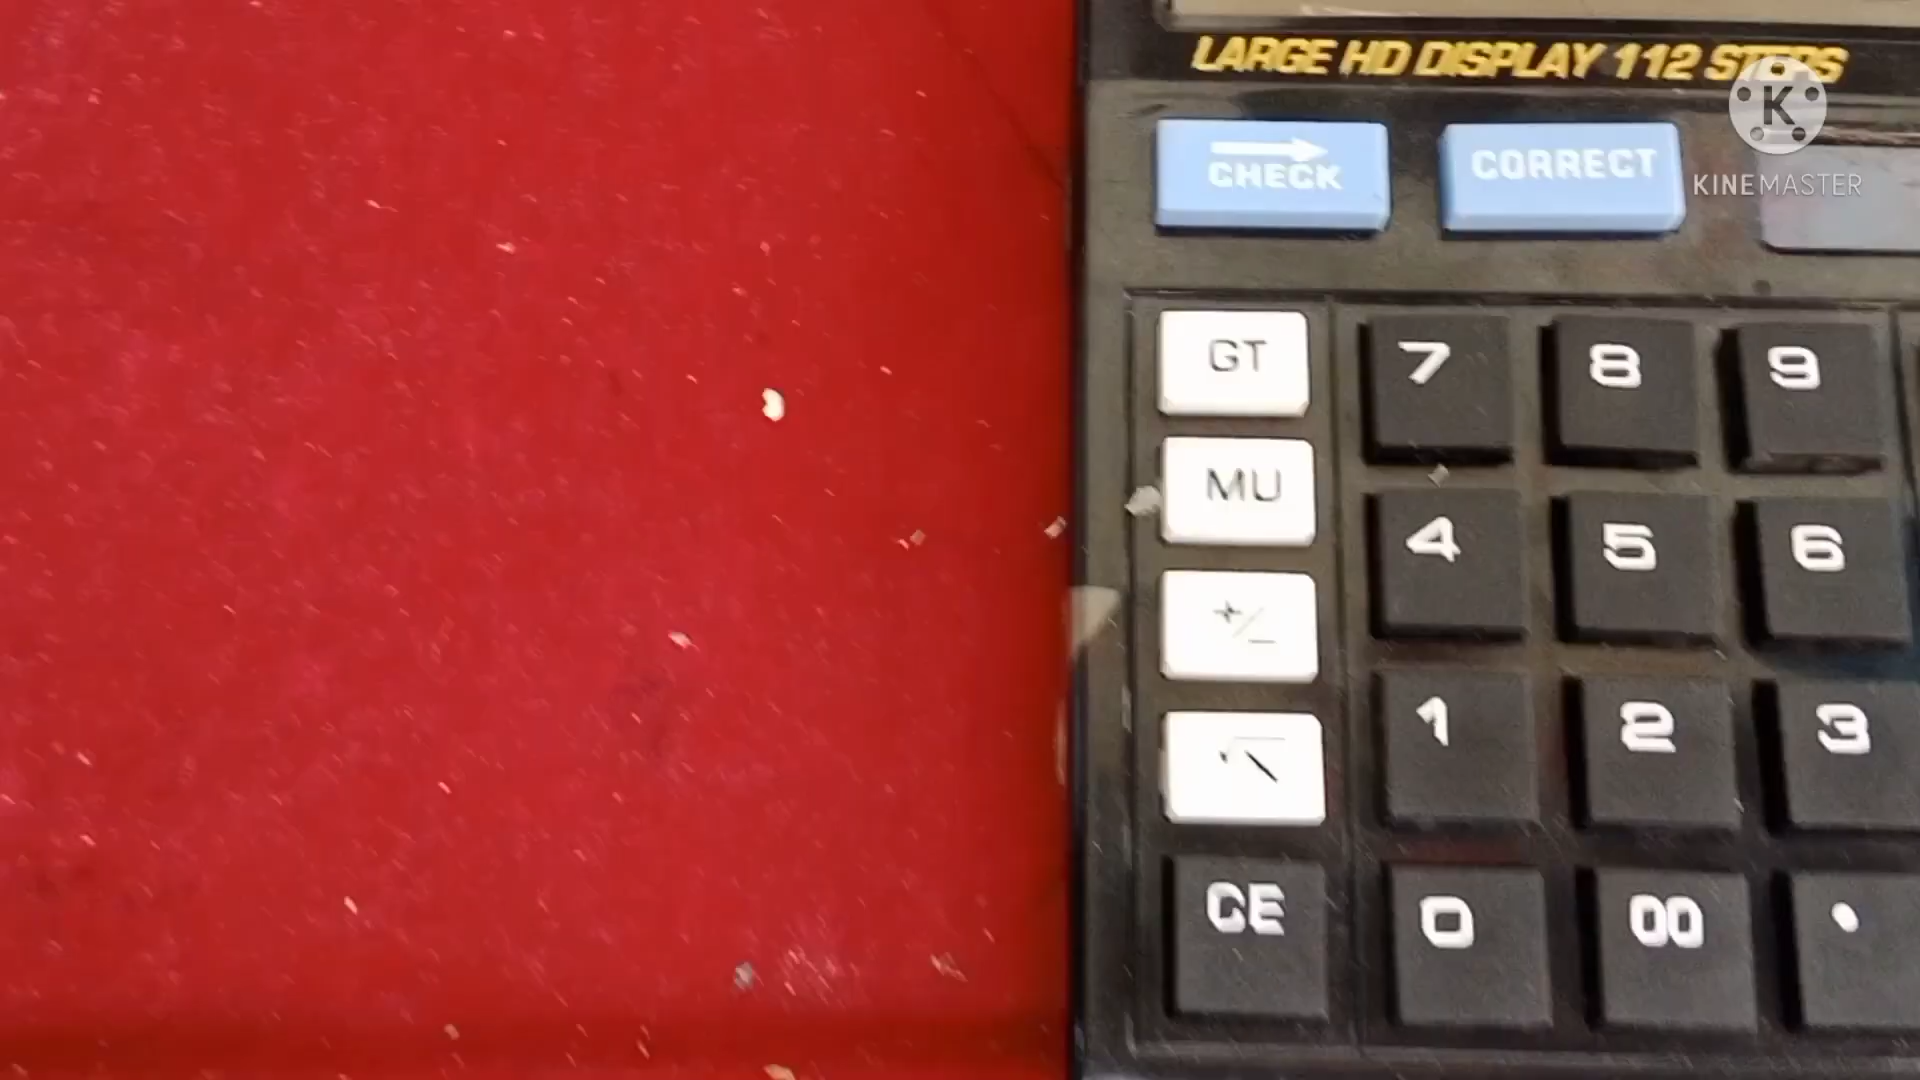 LARGE HD DISPLAY 112 STEPS
CHECK
CORRECT
K
KINEMASTER
GT
7
8
9
MU
4
5
6
+/-
1
2
3
√
CE
0
00
.